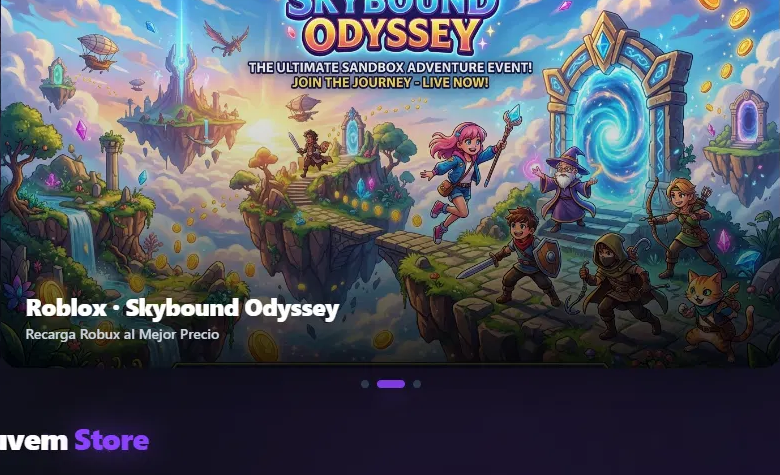 SKYBOUND
ODYSSEY
THE ULTIMATE SANDBOX ADVENTURE EVENT!
JOIN THE JOURNEY - LIVE NOW!
Roblox · Skybound Odyssey
Recarga Robux al Mejor Precio
Store